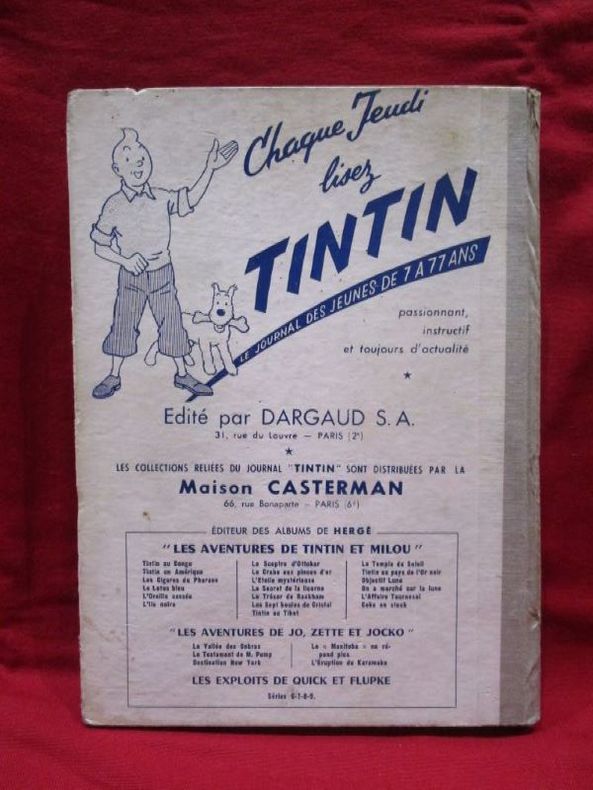 Chaque Jeudi
lisez
TINTIN
LE JOURNAL DES JEUNES DE 7 A 77 ANS
passionnant,
instructif
et toujours d'actualité
★
Edité par DARGAUD S. A.
31, rue du Louvre — PARIS (2e)
★
LES COLLECTIONS RELIÉES DU JOURNAL "TINTIN" SONT DISTRIBUÉES PAR LA
Maison CASTERMAN
66, rue Bonaparte — PARIS (6e)
ÉDITEUR DES ALBUMS DE HERGÉ
"LES AVENTURES DE TINTIN ET MILOU"
Tintin au Congo
Tintin en Amérique
Les Cigares du Pharaon
Le Lotus bleu
L'Oreille cassée
L'Ile noire
Le Sceptre d'Ottokar
Le Crabe aux pinces d'or
L'Etoile mystérieuse
Le Secret de la licorne
Le Trésor de Rackham
Les Sept boules de Cristal
Tintin au Tibet
Le Temple du Soleil
Tintin au pays de l'Or noir
Objectif Lune
On a marché sur la lune
L'Affaire Tournesol
Coke en stock
"LES AVENTURES DE JO, ZETTE ET JOCKO"
La Vallée des Cobras
Le Testament de M. Pump
Destination New York
Le « Manitoba » ne ré-
pond plus
L'Eruption du Karamako
LES EXPLOITS DE QUICK ET FLUPKE
Séries 6-7-8-9.